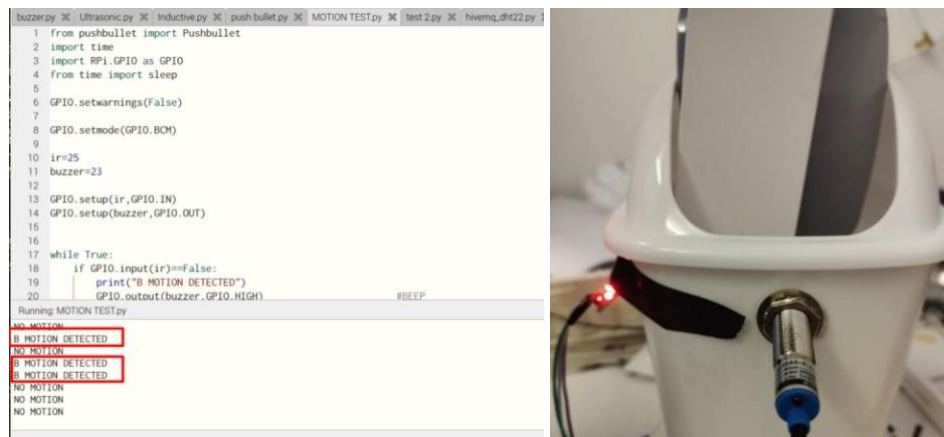 buzzer.py ✕ Ultrasonic.py ✕ Inductive.py ✕ push bullet.py ✕ MOTION TEST.py ✕ test 2.py ✕ hivemq_dht22.py
1 from pushbullet import Pushbullet
2 import time
3 import RPi.GPIO as GPIO
4 from time import sleep
5
6 GPIO.setwarnings(False)
7
8 GPIO.setmode(GPIO.BCM)
9
10 ir=25
11 buzzer=23
12
13 GPIO.setup(ir,GPIO.IN)
14 GPIO.setup(buzzer,GPIO.OUT)
15
16
17 while True:
18 if GPIO.input(ir)==False:
19 print("B MOTION DETECTED")
20 GPIO.output(buzzer,GPIO.HIGH) #BEEP
Running: MOTION TEST.py
NO MOTION
B MOTION DETECTED
NO MOTION
B MOTION DETECTED
B MOTION DETECTED
NO MOTION
NO MOTION
NO MOTION